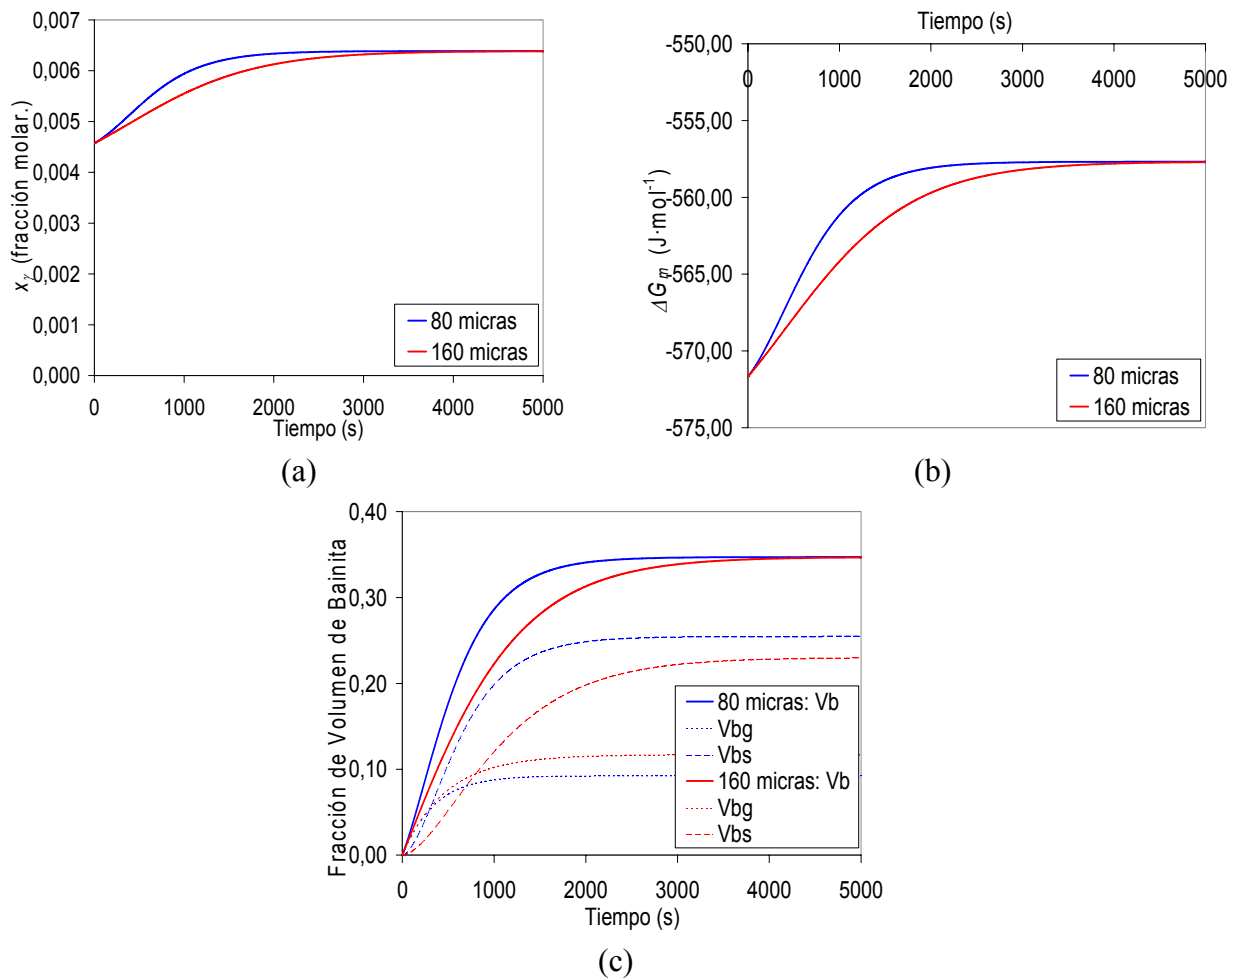 0,007
0,006
0,005
0,004
0,003
0,002
0,001
0,000
xγ (fracción molar.)
0 1000 2000 3000 4000 5000
Tiempo (s)
80 micras
160 micras
(a)
Tiempo (s)
-550,00
-555,00
-560,00
-565,00
-570,00
-575,00
(J·mol-1)
0 1000 2000 3000 4000 5000
80 micras
160 micras
(b)
0,40
0,30
0,20
0,10
0,00
Fracción de Volumen de Bainita
0 1000 2000 3000 4000 5000
Tiempo (s)
80 micras: Vb
Vbg
Vbs
160 micras: Vb
Vbg
Vbs
(c)